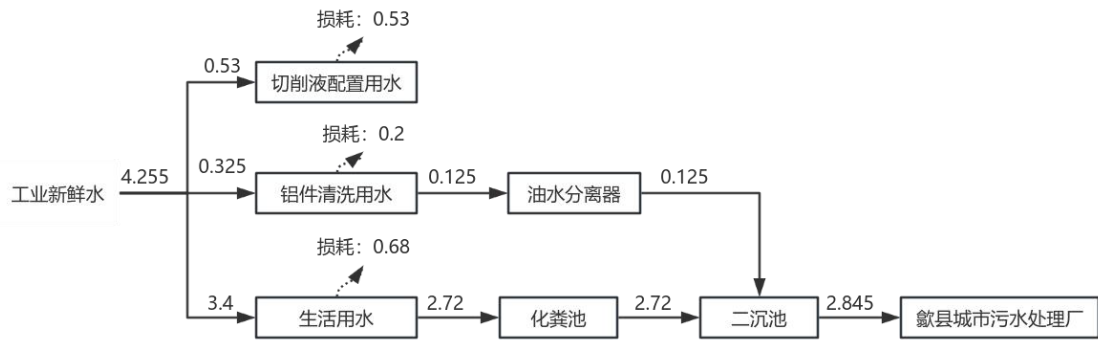 损耗：0.53
0.53
切削液配置用水
损耗：0.2
工业新鲜水
4.255
0.325
铝件清洗用水
0.125
油水分离器
0.125
损耗：0.68
3.4
生活用水
2.72
化粪池
2.72
二沉池
2.845
歙县城市污水处理厂